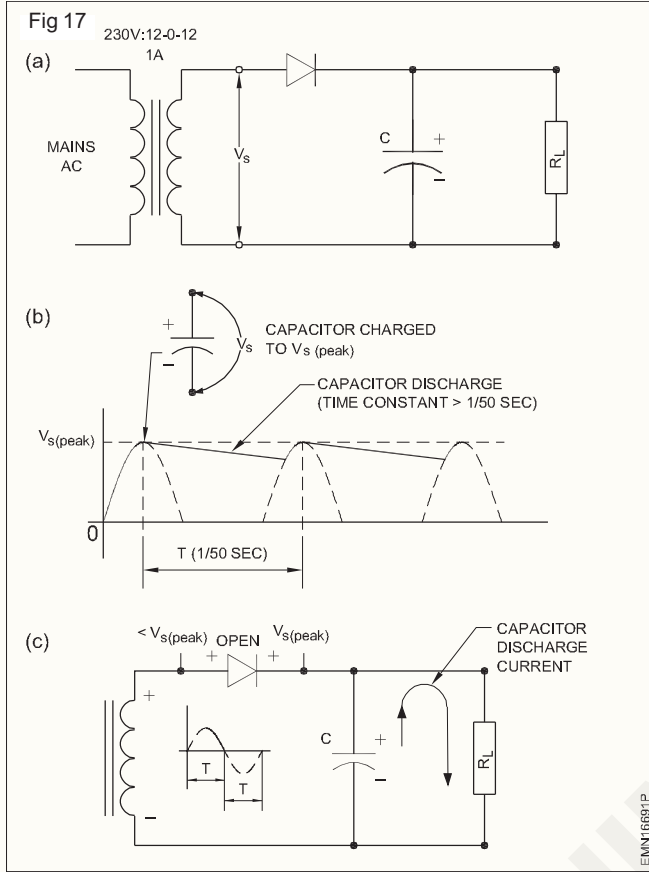 Fig 17
230V:12-0-12
1A
(a)
MAINS
AC
Vs
C
+
–
RL
(b)
+
–
Vs
CAPACITOR CHARGED
TO Vs (peak)
CAPACITOR DISCHARGE
(TIME CONSTANT > 1/50 SEC)
Vs(peak)
0
T (1/50 SEC)
(c)
< Vs(peak)
+ OPEN +
Vs(peak)
CAPACITOR
DISCHARGE
CURRENT
+
–
T
T
C
+
–
RL
EMN16691P